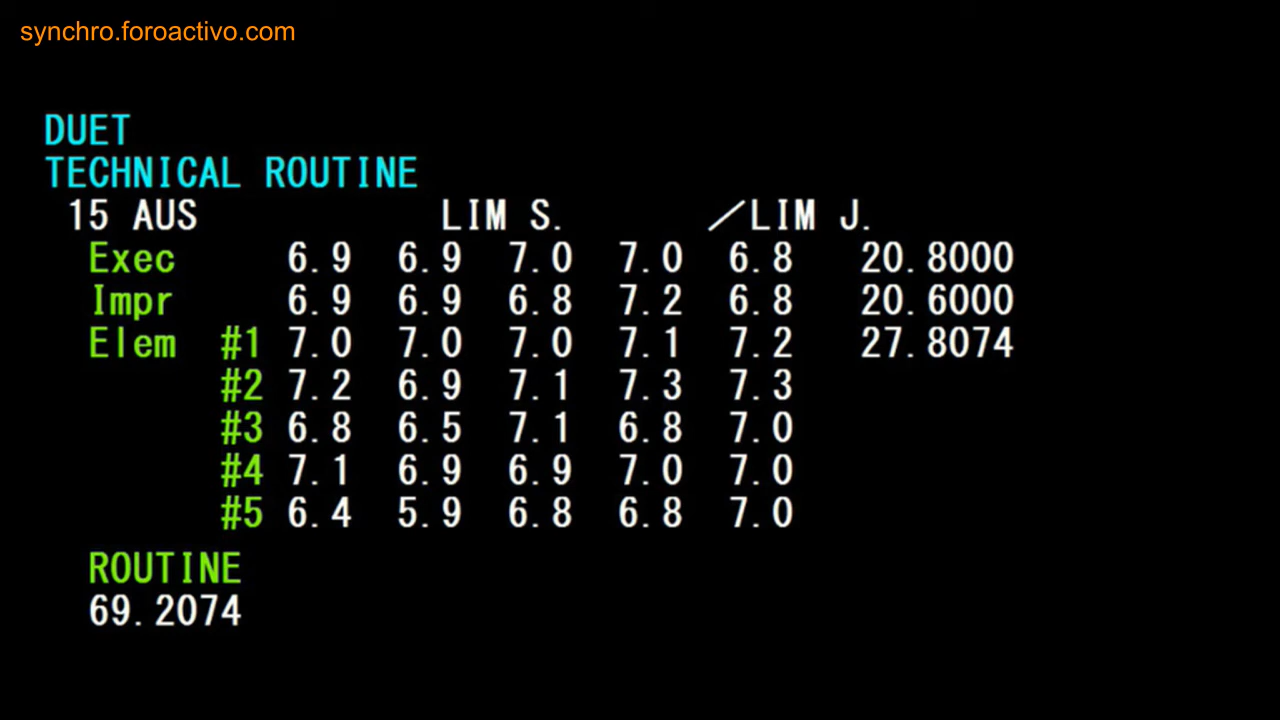 synchro.foroactivo.com
DUET
TECHNICAL ROUTINE
15 AUS LIM S. ／LIM J.
Exec 6.9 6.9 7.0 7.0 6.8 20.8000
Impr 6.9 6.9 6.8 7.2 6.8 20.6000
Elem #1 7.0 7.0 7.0 7.1 7.2 27.8074
#2 7.2 6.9 7.1 7.3 7.3
#3 6.8 6.5 7.1 6.8 7.0
#4 7.1 6.9 6.9 7.0 7.0
#5 6.4 5.9 6.8 6.8 7.0
ROUTINE
69.2074